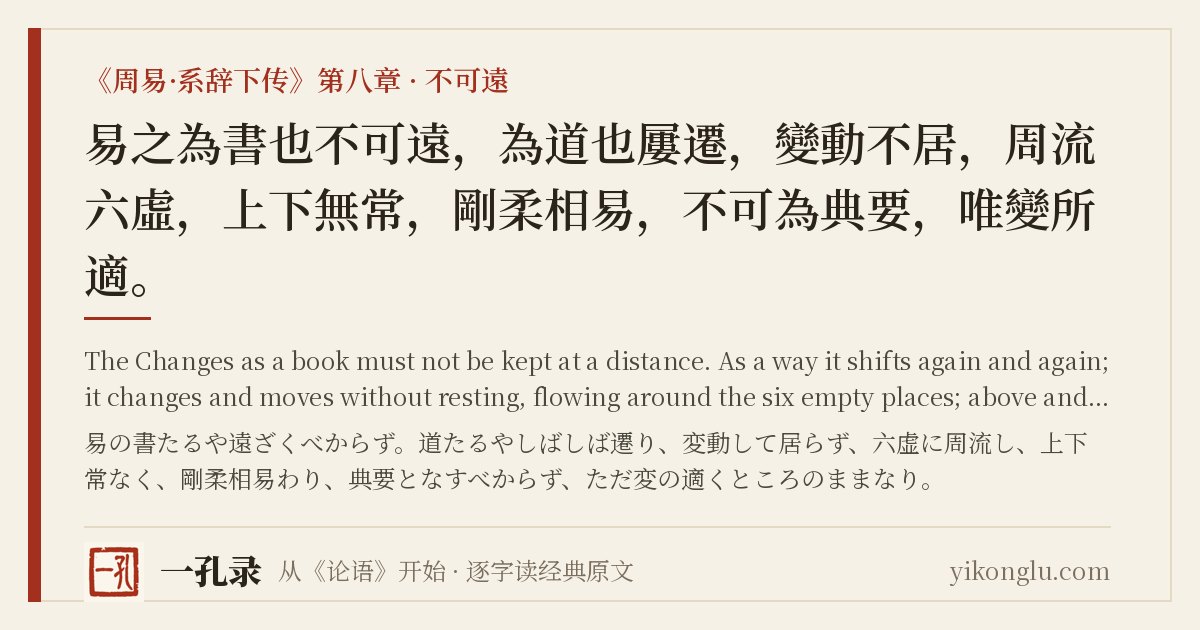 《周易·系辞下传》第八章 · 不可遠
易之為書也不可遠，為道也屢遷，變動不居，周流
六虛，上下無常，剛柔相易，不可為典要，唯變所
適。
The Changes as a book must not be kept at a distance. As a way it shifts again and again;
it changes and moves without resting, flowing around the six empty places; above and...
易の書たるや遠ざくべからず。道たるやしばしば遷り、変動して居らず、六虚に周流し、上下
常なく、剛柔相易わり、典要となすべからず、ただ変の適くところのままなり。
一孔
一孔录 从《论语》开始 · 逐字读经典原文 yikonglu.com